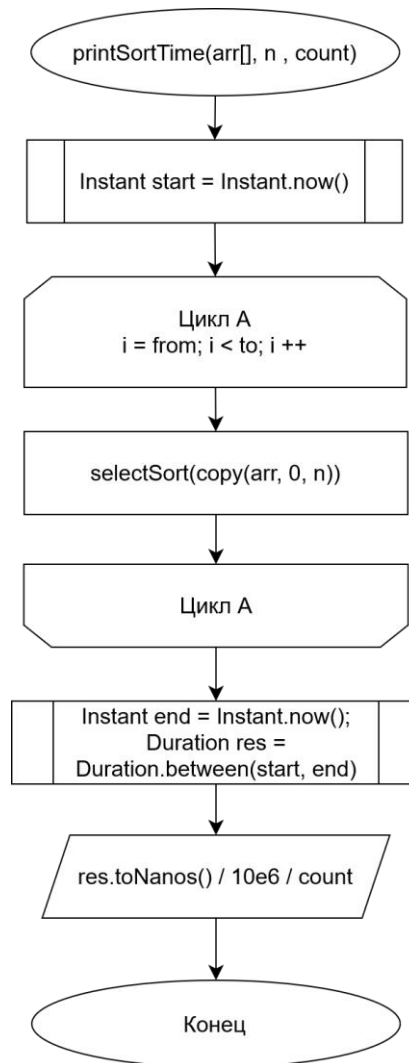 printSortTime(arr[], n , count)
Instant start = Instant.now()
Цикл А
i = from; i < to; i ++
selectSort(copy(arr, 0, n))
Цикл А
Instant end = Instant.now();
Duration res =
Duration.between(start, end)
res.toNanos() / 10e6 / count
Конец